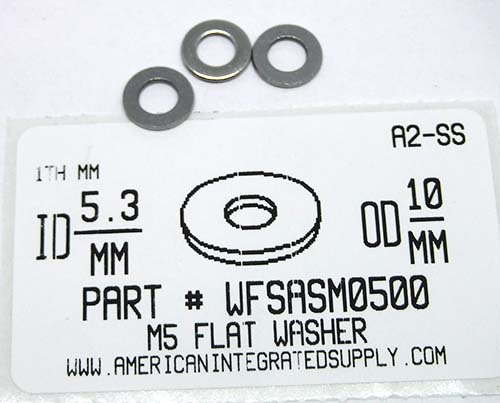 A2-SS
1TH MM
ID 5.3 MM
OD 10 MM
PART # WFSASM0500
M5 FLAT WASHER
WWW.AMERICANINTEGRATEDSUPPLY.COM